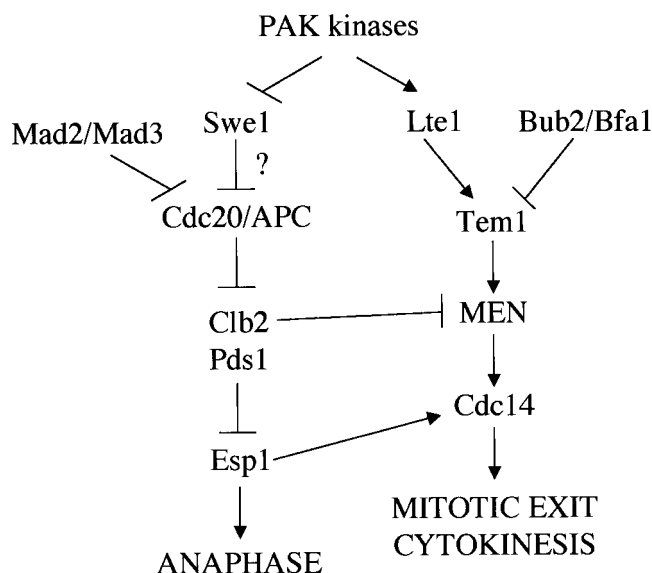 PAK kinases
Mad2/Mad3
Swe1
Lte1
Bub2/Bfa1
?
Cdc20/APC
Tem1
Clb2
MEN
Pds1
Cdc14
Esp1
MITOTIC EXIT
CYTOKINESIS
ANAPHASE